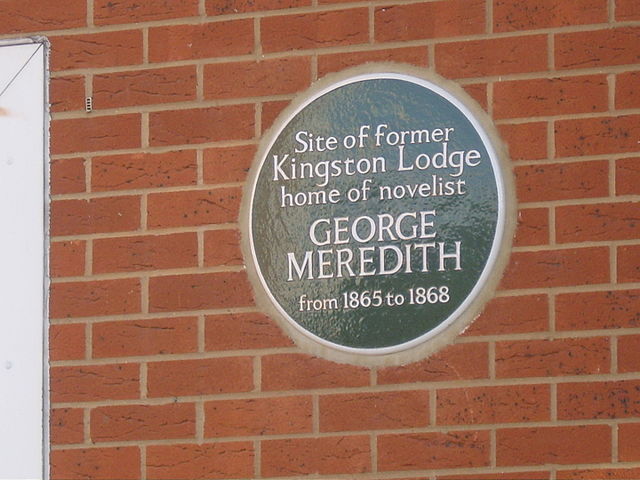 Site of former
Kingston Lodge
home of novelist
GEORGE
MEREDITH
from 1865 to 1868